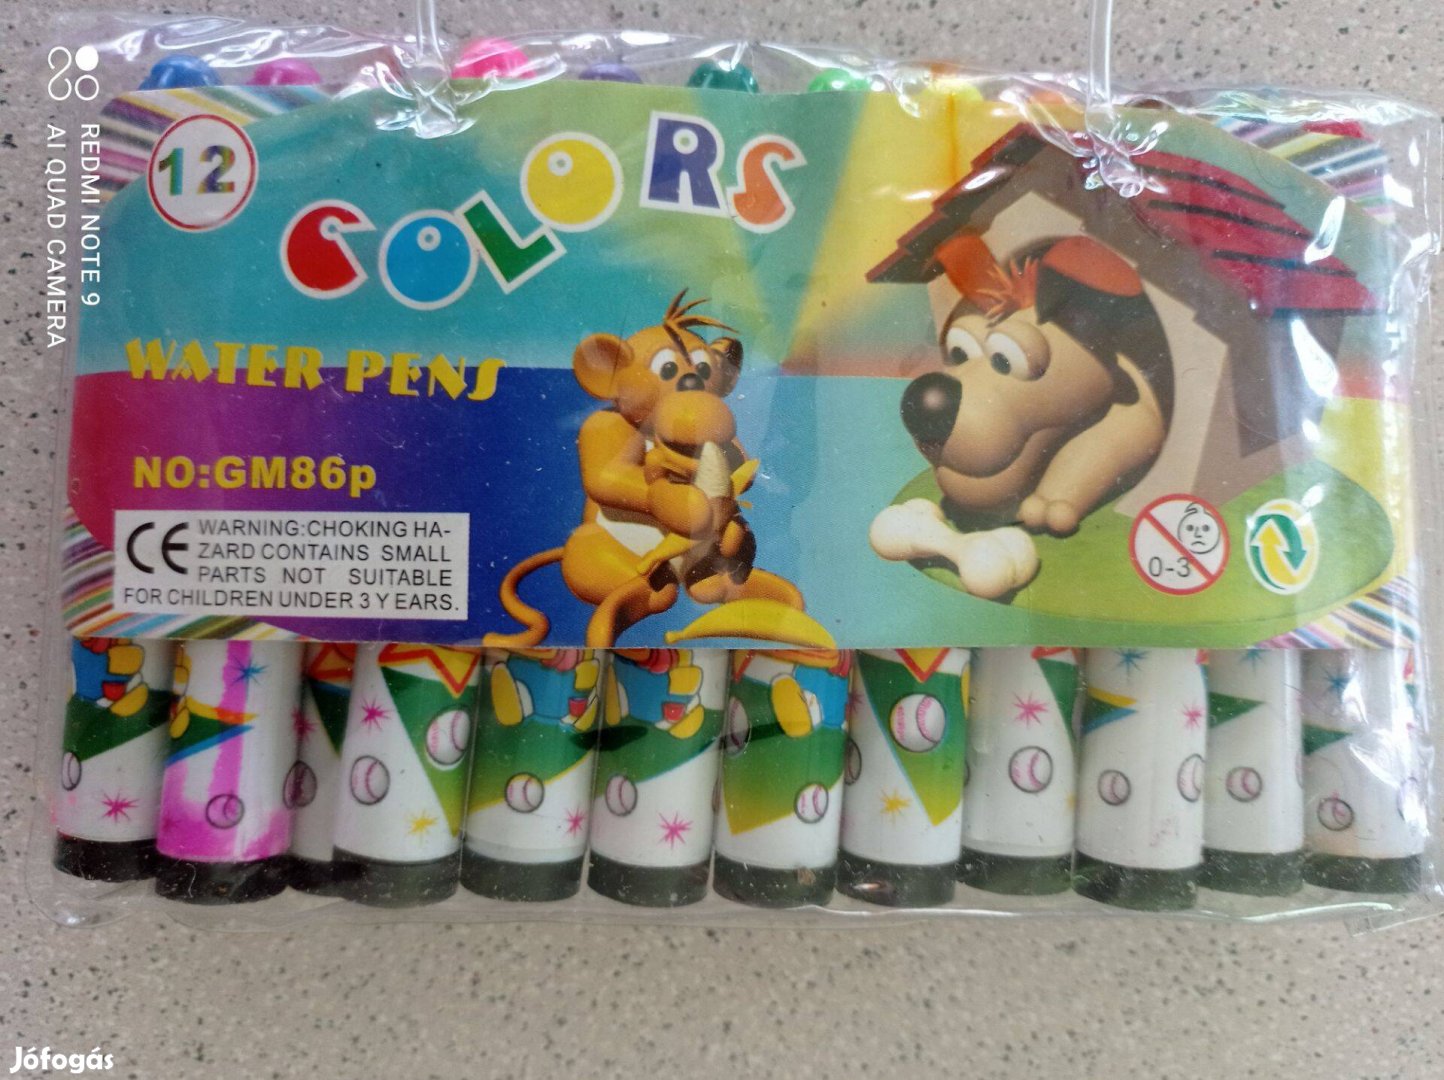 REDMI NOTE 9
AI QUAD CAMERA
12
COLORS
WATER PENS
NO:GM86p
CE WARNING:CHOKING HA-
ZARD CONTAINS SMALL
PARTS NOT SUITABLE
FOR CHILDREN UNDER 3 Y EARS.
0-3
Jófogás